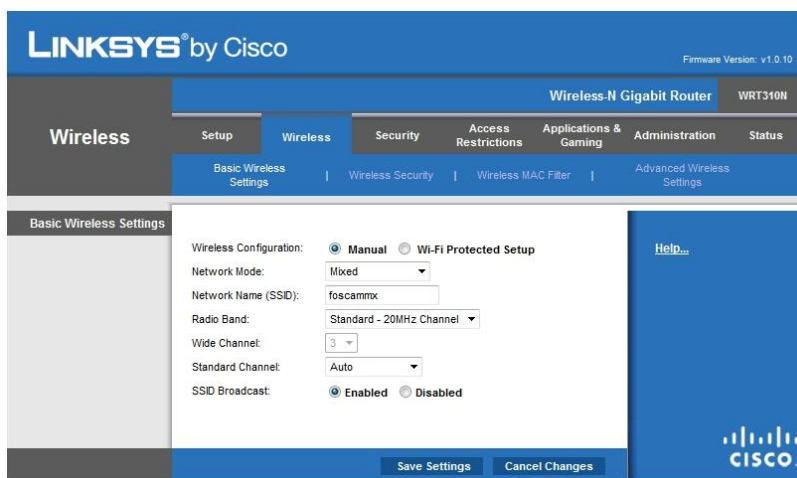 LINKSYS® by Cisco
Firmware Version: v1.0.10
Wireless-N Gigabit Router WRT310N
Wireless
Setup Wireless Security Access Restrictions Applications & Gaming Administration Status
Basic Wireless Settings | Wireless Security | Wireless MAC Filter | Advanced Wireless Settings
Basic Wireless Settings
Help...
Wireless Configuration: Manual Wi-Fi Protected Setup
Network Mode: Mixed
Network Name (SSID): foscammx
Radio Band: Standard - 20MHz Channel
Wide Channel: 3
Standard Channel: Auto
SSID Broadcast: Enabled Disabled
Save Settings Cancel Changes
CISCO.